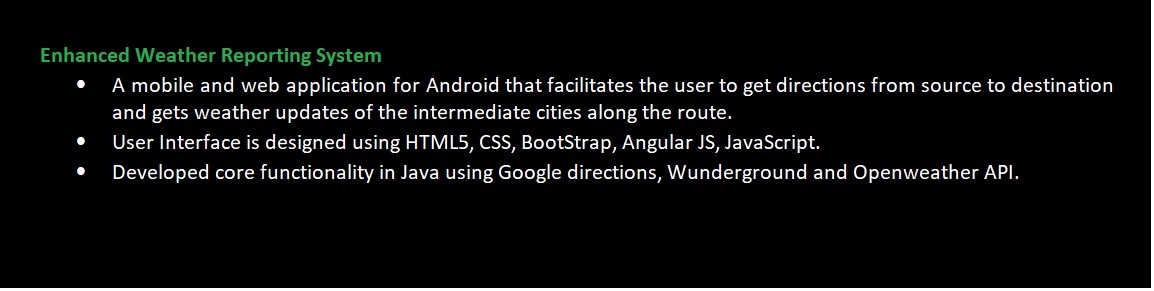 Enhanced Weather Reporting System
• A mobile and web application for Android that facilitates the user to get directions from source to destination
and gets weather updates of the intermediate cities along the route.
• User Interface is designed using HTML5, CSS, BootStrap, Angular JS, JavaScript.
• Developed core functionality in Java using Google directions, Wunderground and Openweather API.